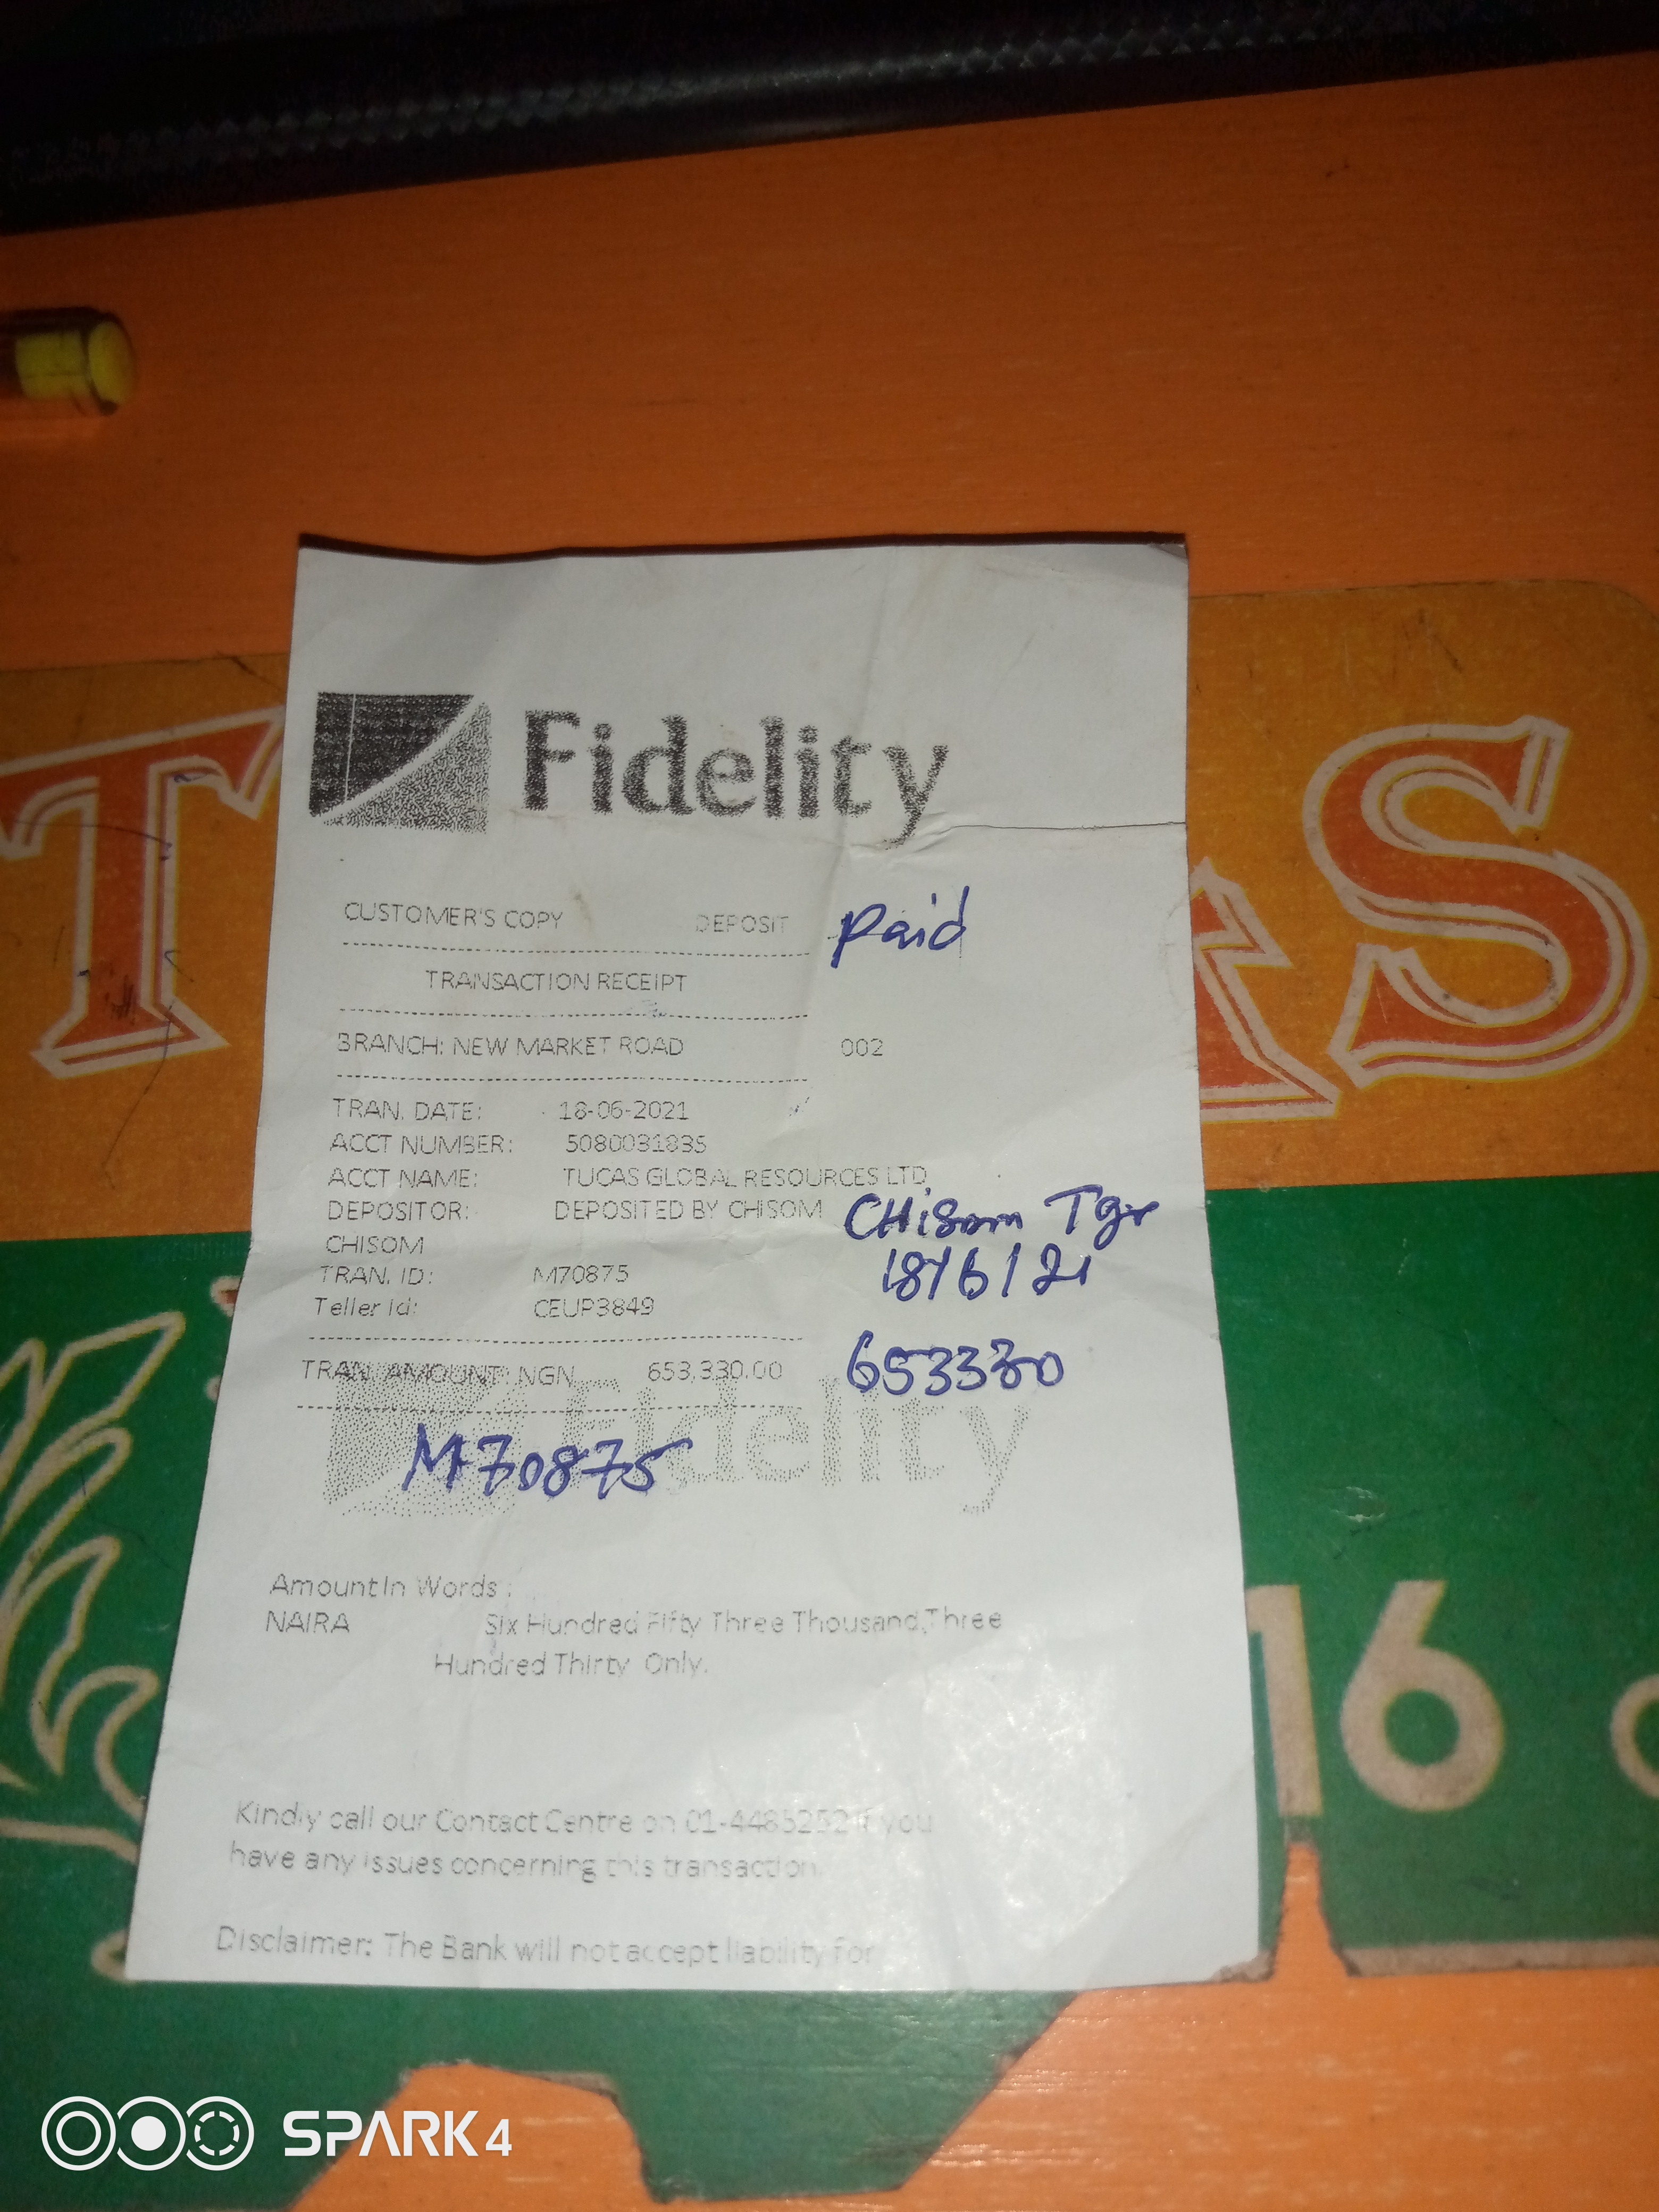 Fidelity
CUSTOMER'S COPY DEPOSIT paid
TRANSACTION RECEIPT
BRANCH: NEW MARKET ROAD 002
TRAN. DATE: 18-06-2021
ACCT NUMBER: 5080031835
ACCT NAME: TUCAS GLOBAL RESOURCES LTD
DEPOSITOR: DEPOSITED BY CHISOM CHisom Tgr
CHISOM 18/6/21
TRAN. ID: M70875
Teller Id: CEUP3849
TRAN. AMOUNT: NGN 653,330.00 653330
Fidelity
M70875
Amount In Words :
NAIRA Six Hundred Fifty Three Thousand,Three
Hundred Thirty Only.
Kindly call our Contact Centre on 01-4485252 if you
have any issues concerning this transaction.
Disclaimer: The Bank will not accept liability for
T
S
16
SPARK 4